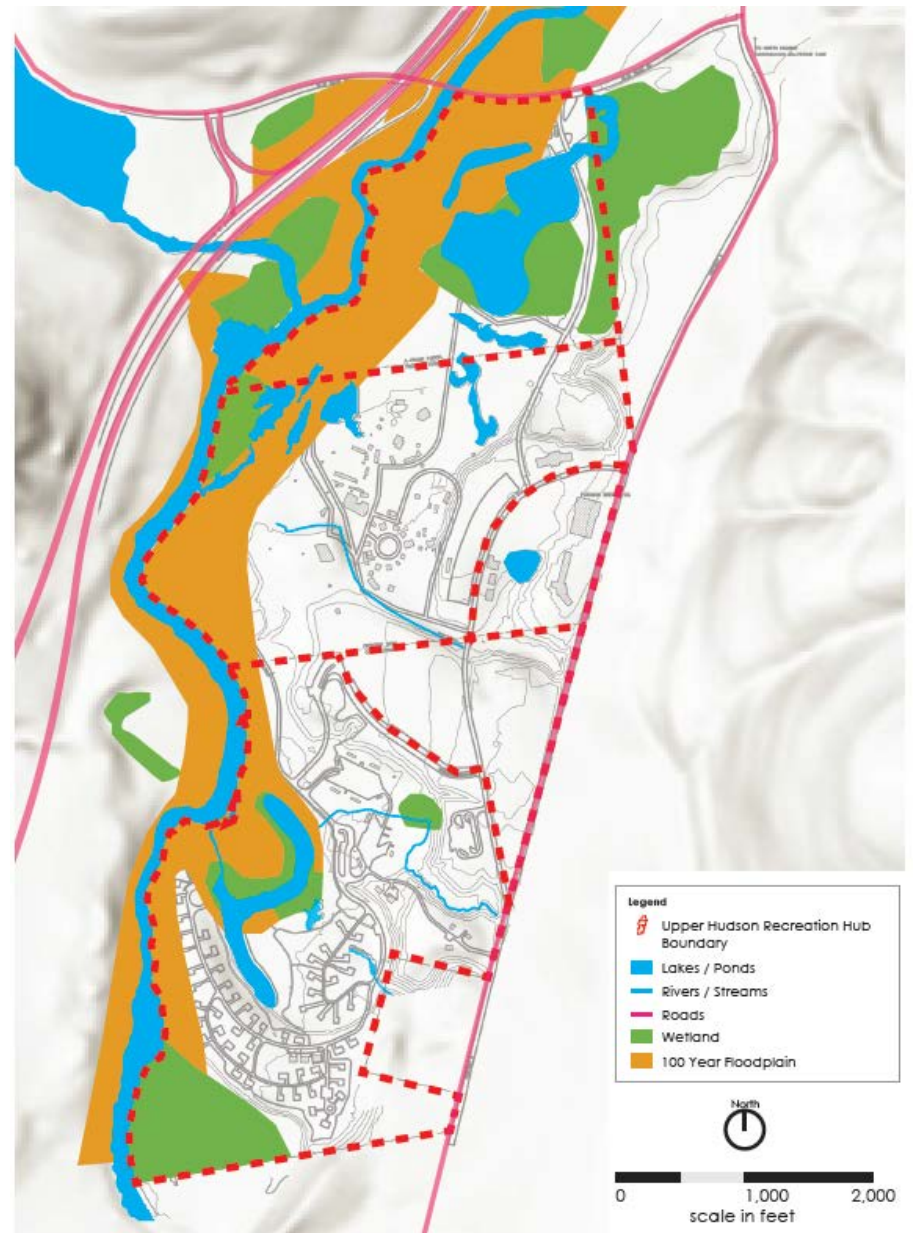 Legend
Upper Hudson Recreation Hub
Boundary
Lakes / Ponds
Rivers / Streams
Roads
Wetland
100 Year Floodplain
North
0 1,000 2,000
scale in feet